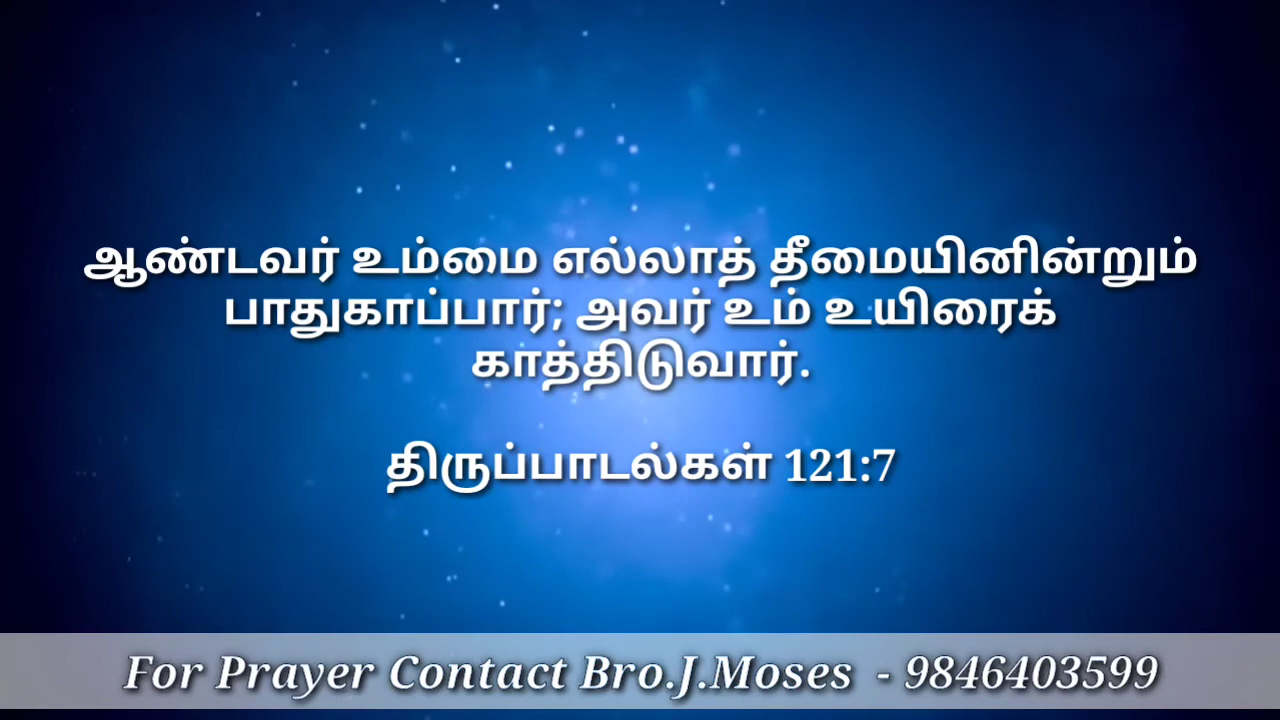 ஆண்டவர் உம்மை எல்லாத் தீமையினின்றும்
பாதுகாப்பார்; அவர் உம் உயிரைக்
காத்திடுவார்.
திருப்பாடல்கள் 121:7
For Prayer Contact Bro.J.Moses - 9846403599